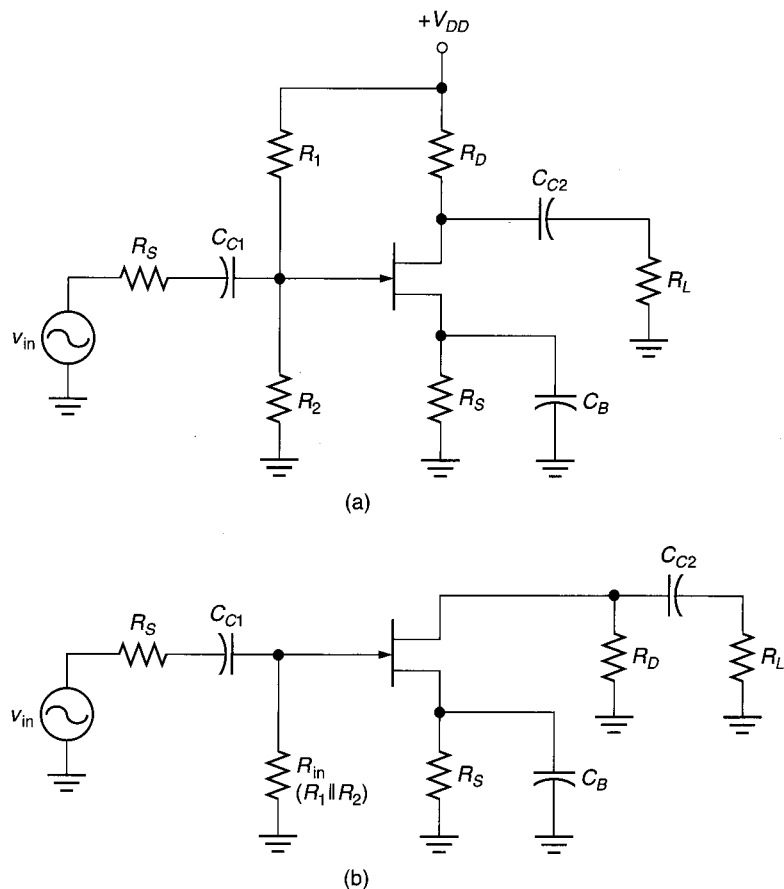 +V_DD
R_1
R_D
C_C2
R_S
C_C1
R_L
v_in
R_2
R_S
C_B
(a)
C_C2
R_S
C_C1
R_D
R_L
v_in
R_in
(R_1||R_2)
R_S
C_B
(b)